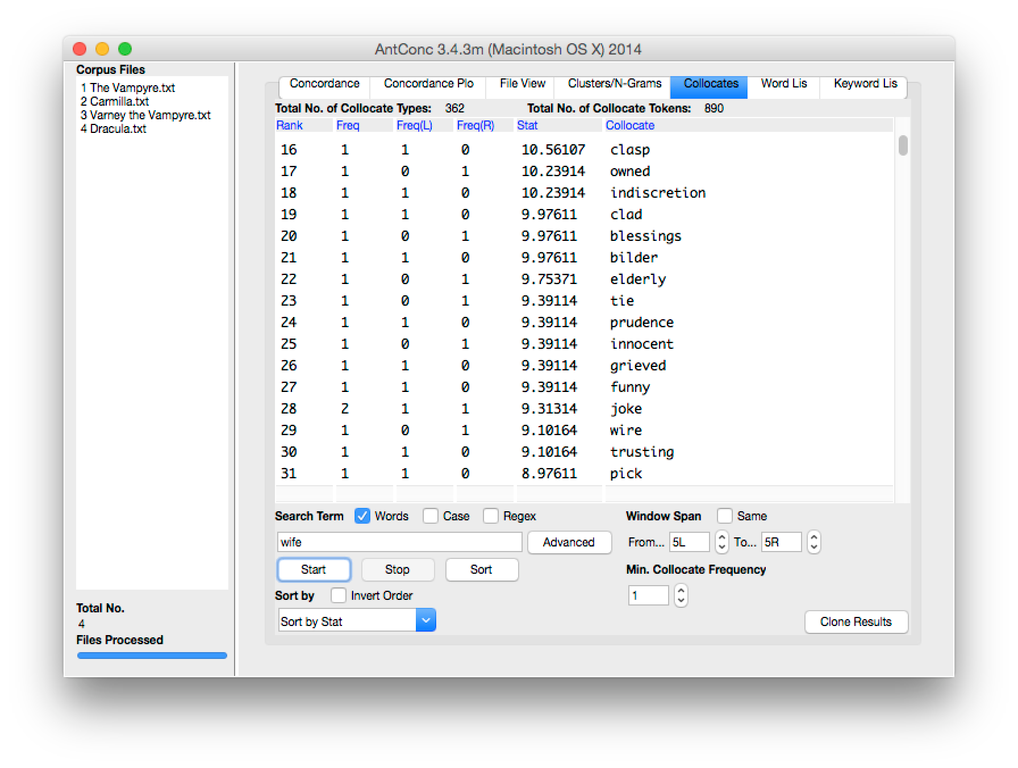 AntConc 3.4.3m (Macintosh OS X) 2014
Corpus Files
1 The Vampyre.txt
2 Carmilla.txt
3 Varney the Vampyre.txt
4 Dracula.txt
Total No.
4
Files Processed
Concordance Concordance Plo File View Clusters/N-Grams Collocates Word Lis Keyword Lis
Total No. of Collocate Types: 362 Total No. of Collocate Tokens: 890
Rank Freq Freq(L) Freq(R) Stat Collocate
16 1 1 0 10.56107 clasp
17 1 0 1 10.23914 owned
18 1 1 0 10.23914 indiscretion
19 1 1 0 9.97611 clad
20 1 0 1 9.97611 blessings
21 1 1 0 9.97611 bilder
22 1 0 1 9.75371 elderly
23 1 0 1 9.39114 tie
24 1 1 0 9.39114 prudence
25 1 0 1 9.39114 innocent
26 1 1 0 9.39114 grieved
27 1 1 0 9.39114 funny
28 2 1 1 9.31314 joke
29 1 0 1 9.10164 wire
30 1 1 0 9.10164 trusting
31 1 1 0 8.97611 pick
Search Term Words Case Regex Window Span Same
wife Advanced From... 5L To... 5R
Start Stop Sort Min. Collocate Frequency
Sort by Invert Order 1
Sort by Stat Clone Results